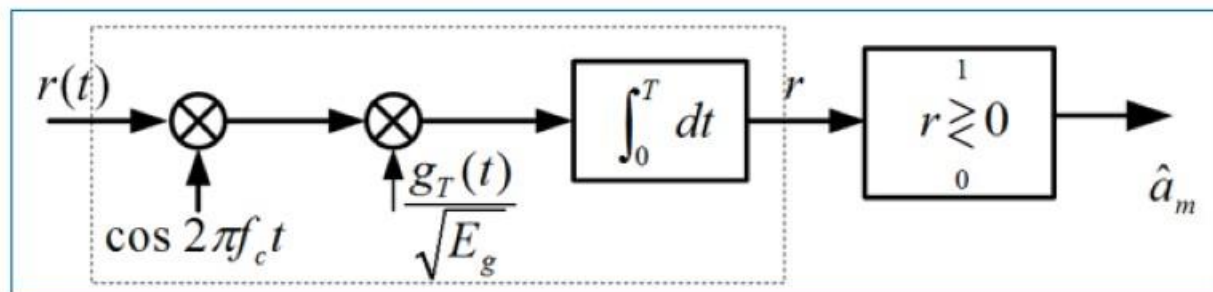 r(t)
cos 2πf_c t
g_T(t)
√E_g
∫_0^T dt
r
1
r ≷ 0
0
â_m